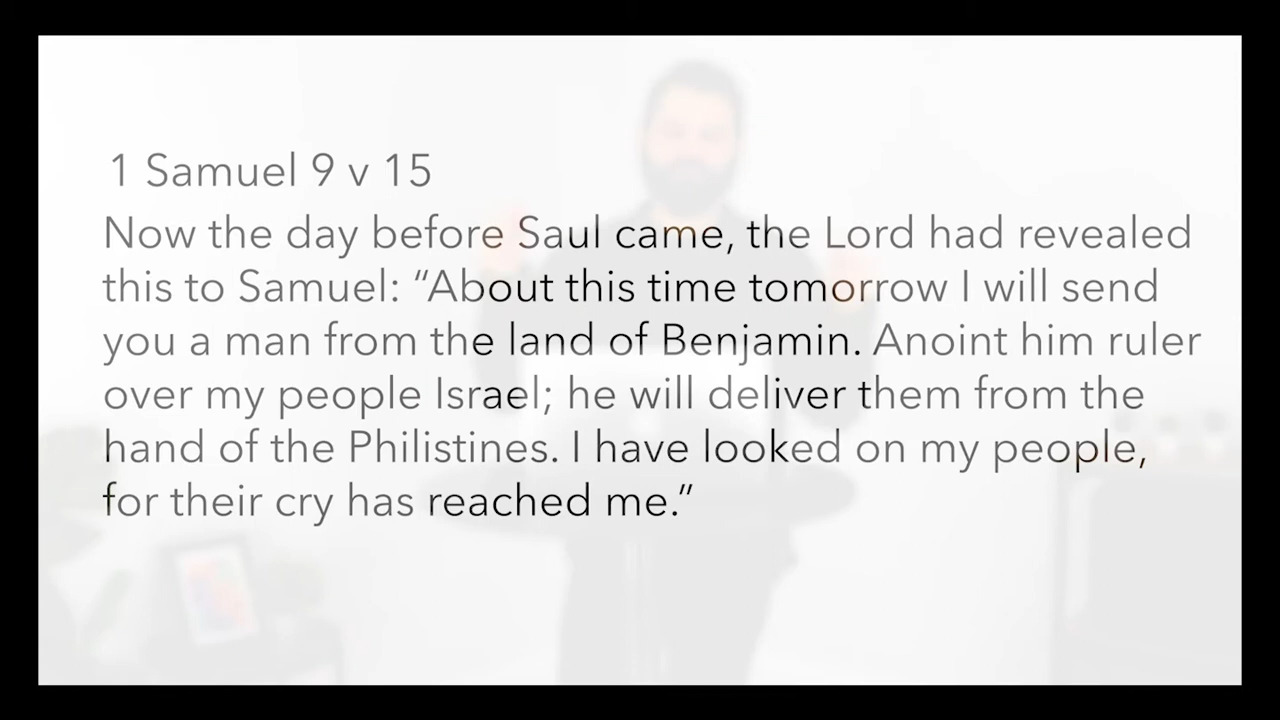 1 Samuel 9 v 15
Now the day before Saul came, the Lord had revealed
this to Samuel: “About this time tomorrow I will send
you a man from the land of Benjamin. Anoint him ruler
over my people Israel; he will deliver them from the
hand of the Philistines. I have looked on my people,
for their cry has reached me.”